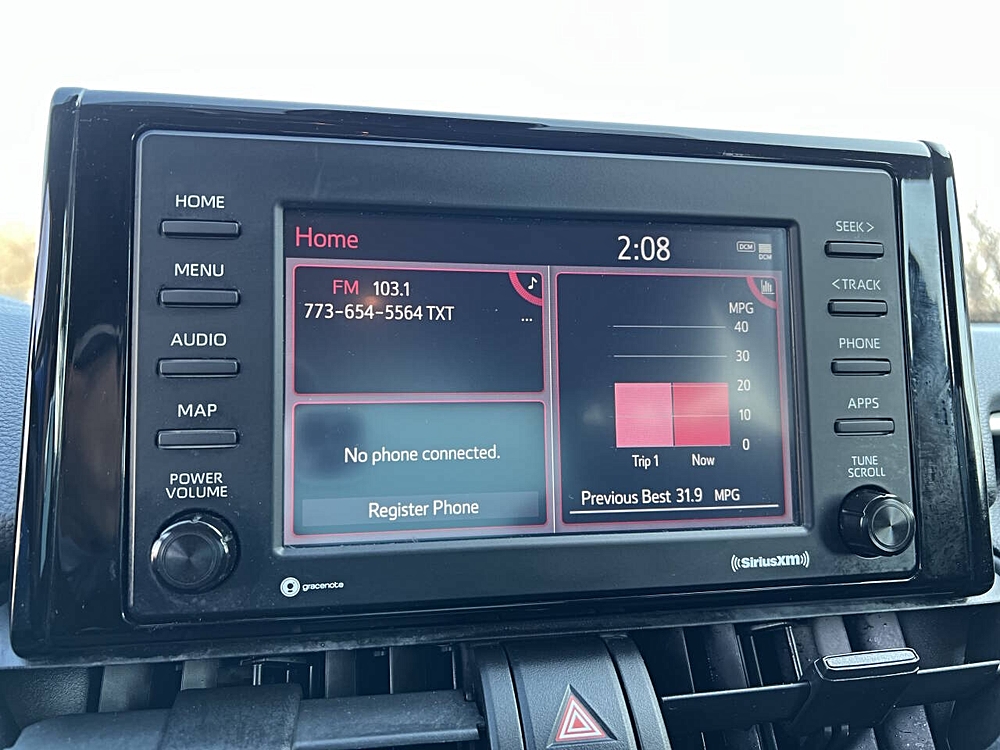 HOME
MENU
AUDIO
MAP
POWER
VOLUME
Home
2:08
DCM
DCM
FM 103.1
773-654-5564 TXT
...
No phone connected.
Register Phone
MPG
40
30
20
10
0
Trip 1 Now
Previous Best 31.9 MPG
SEEK >
< TRACK
PHONE
APPS
TUNE
SCROLL
gracenote
((SiriusXM))